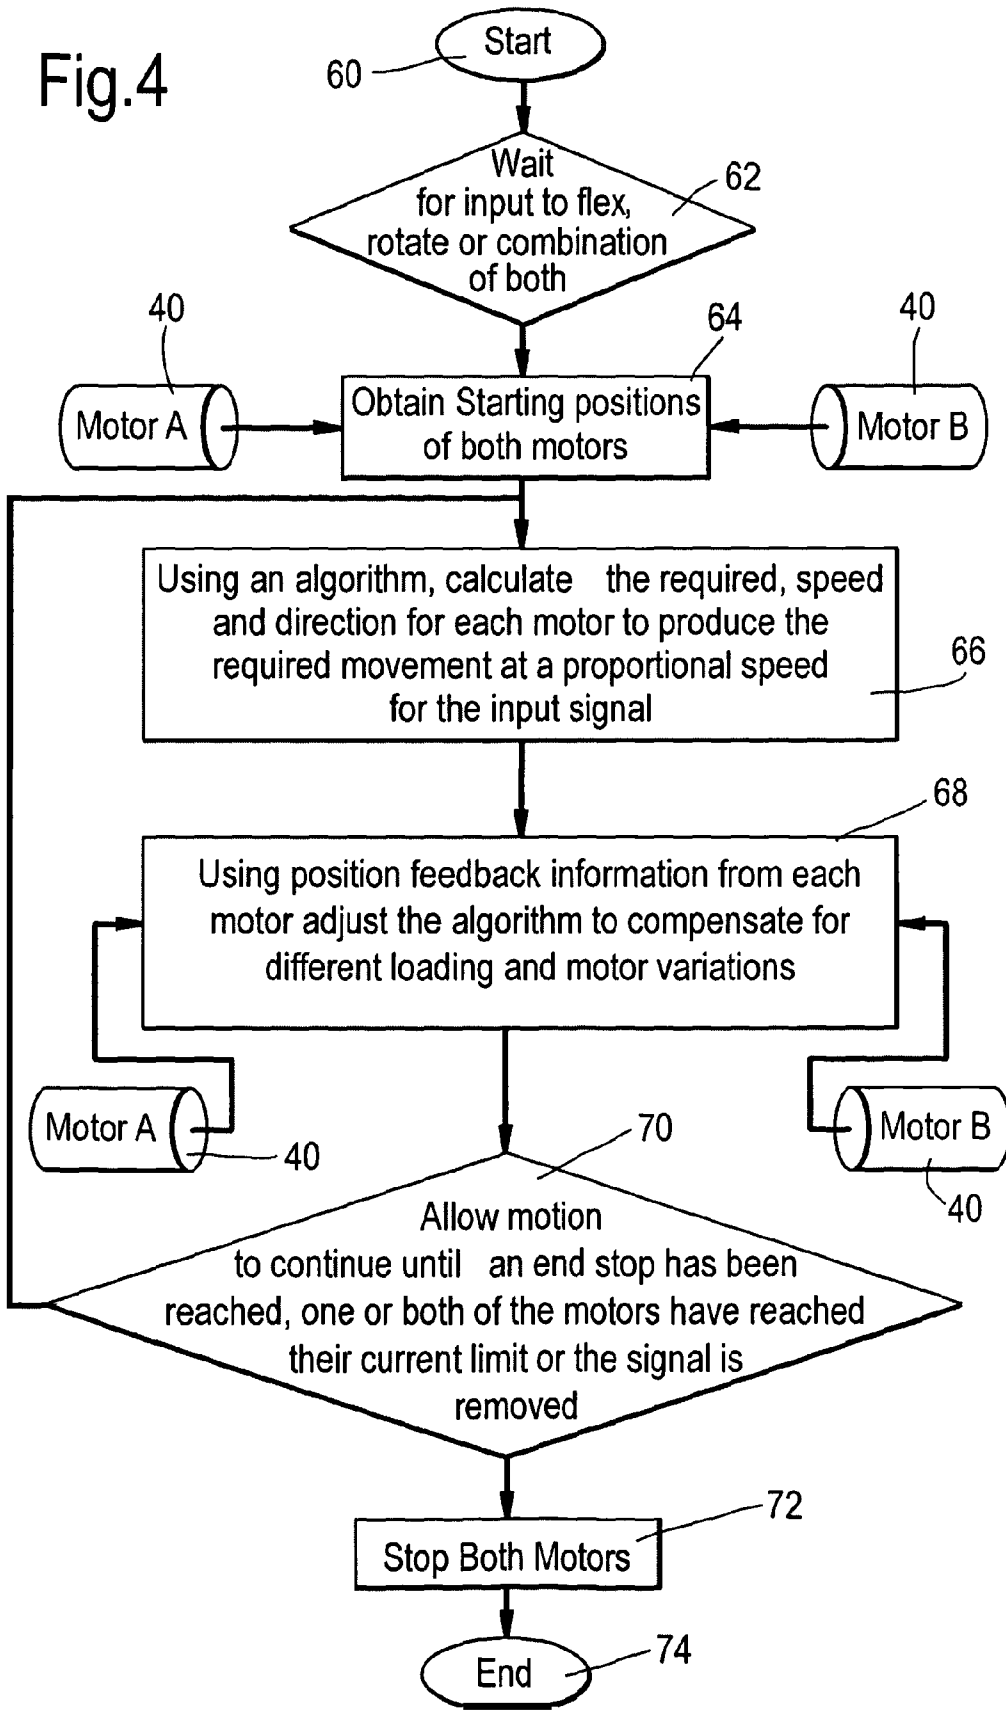 Fig.4
Start
60
Wait
for input to flex,
rotate or combination
of both
62
40
40
64
Motor A
Obtain Starting positions
of both motors
Motor B
Using an algorithm, calculate the required, speed
and direction for each motor to produce the
required movement at a proportional speed
for the input signal
66
68
Using position feedback information from each
motor adjust the algorithm to compensate for
different loading and motor variations
Motor A
40
Motor B
40
70
Allow motion
to continue until an end stop has been
reached, one or both of the motors have reached
their current limit or the signal is
removed
72
Stop Both Motors
End
74